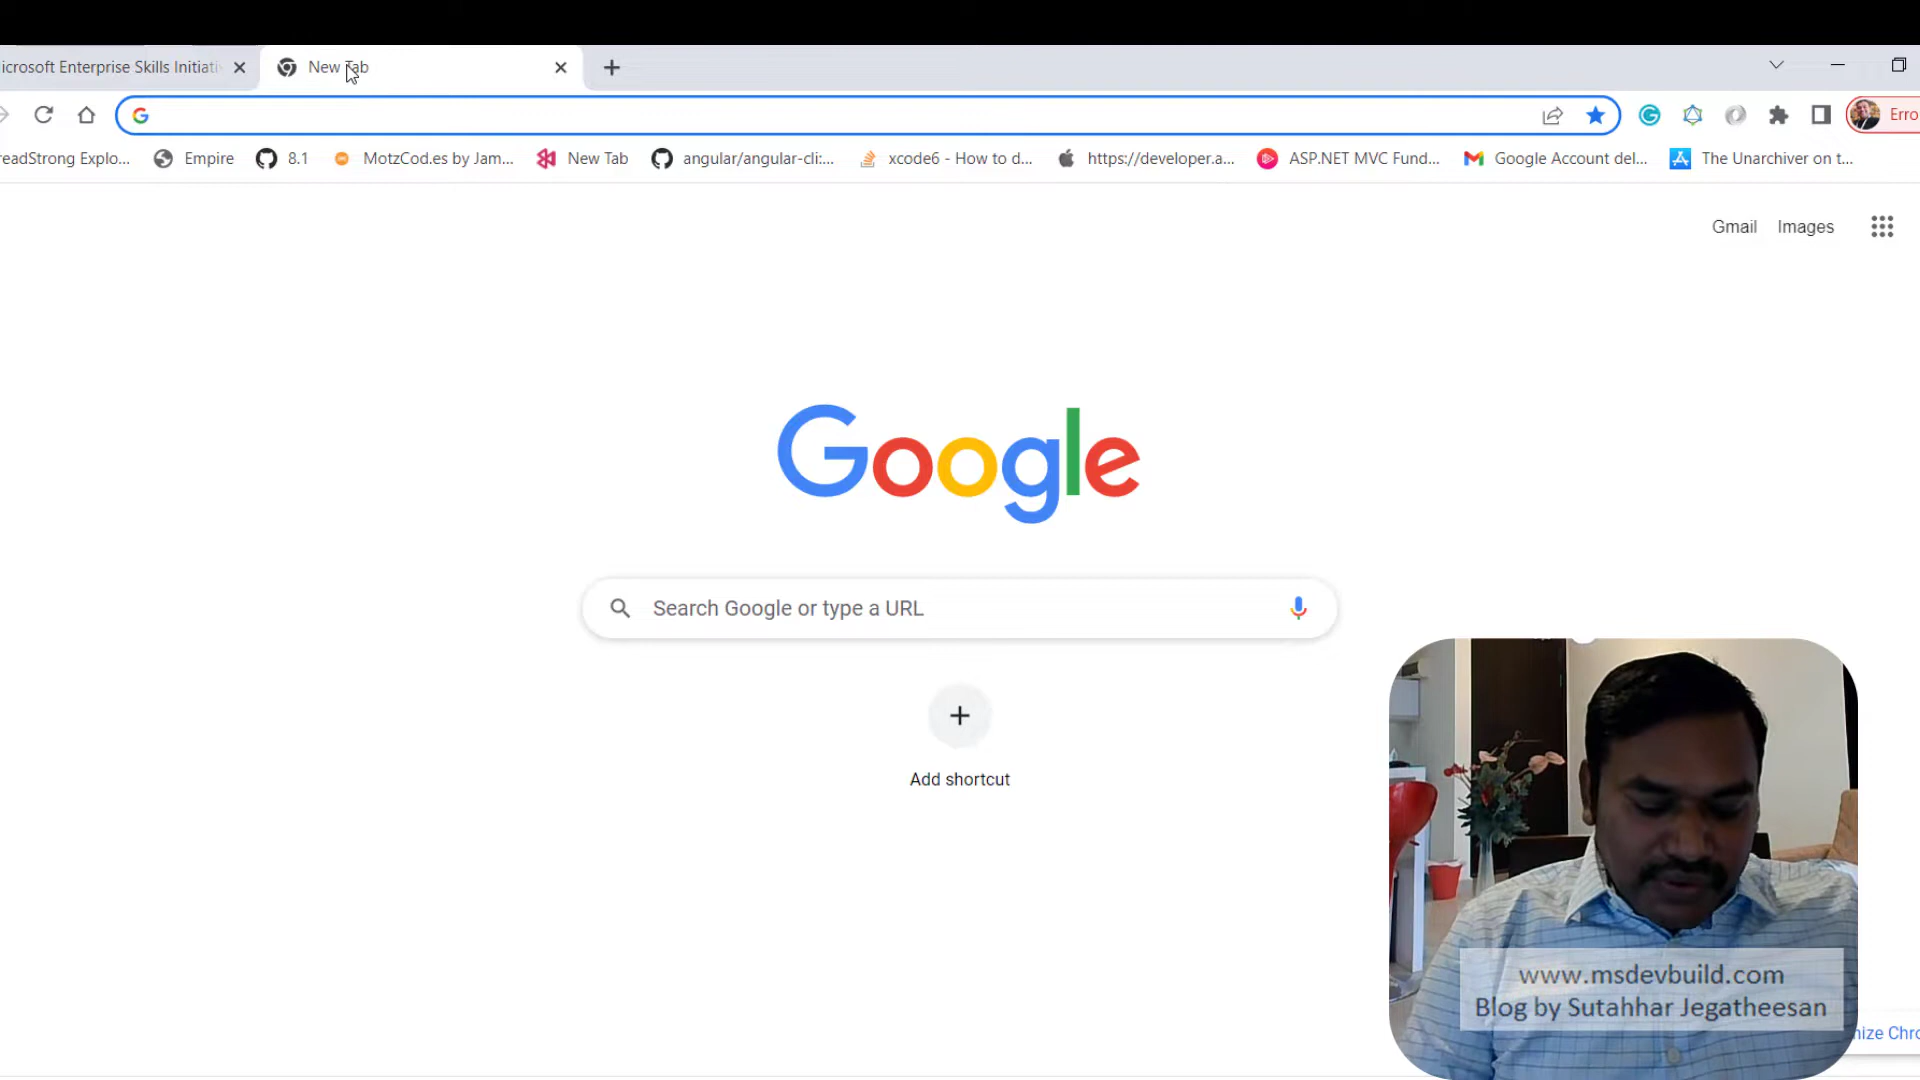 icrosoft Enterprise Skills Initiati
New Tab
Erro
readStrong Explo...
Empire
8.1
MotzCod.es by Jam...
New Tab
angular/angular-cli:...
xcode6 - How to d...
https://developer.a...
ASP.NET MVC Fund...
Google Account del...
The Unarchiver on t...
Gmail
Images
Google
Search Google or type a URL
Add shortcut
www.msdevbuild.com
Blog by Sutahhar Jegatheesan
nize Chro